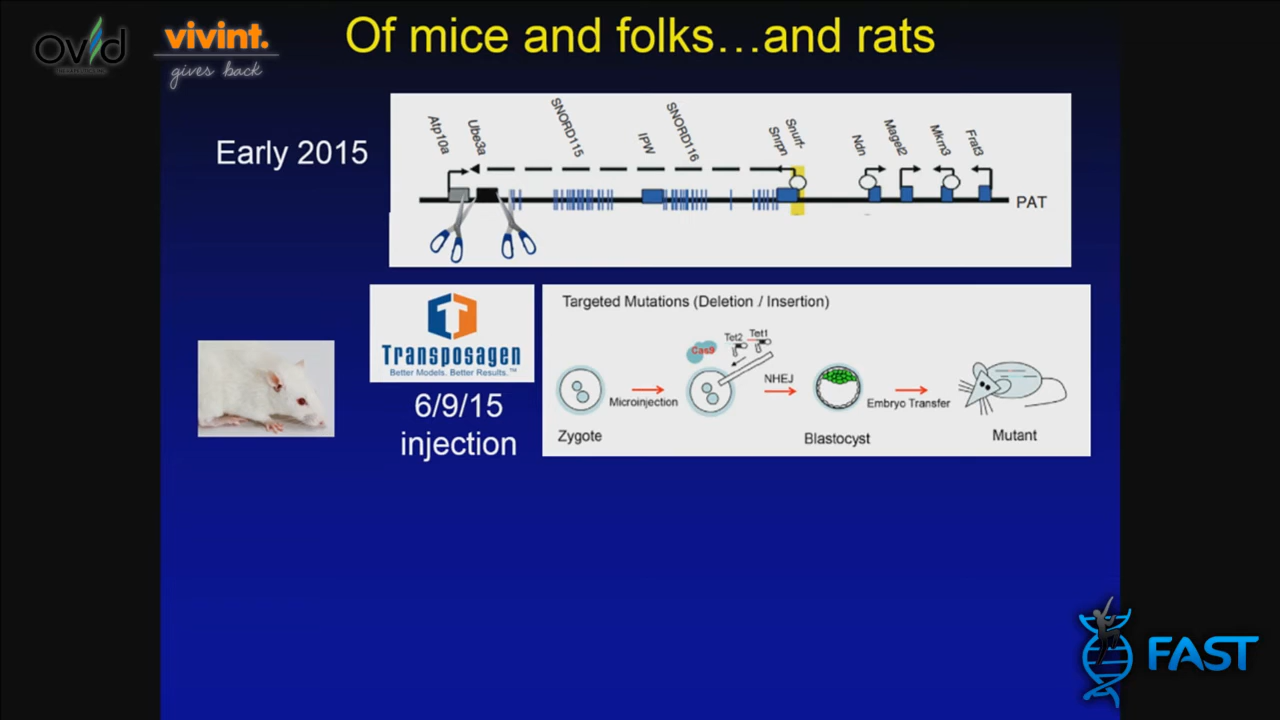 Of mice and folks…and rats
ovid
vivint.
gives back
Early 2015
Atp10a
Ube3a
SNORD115
IPW
SNORD116
Snurf-
Snrpn
Ndn
Magel2
Mkrn3
Frat3
PAT
Transposagen
Better Models. Better Results.™
6/9/15
injection
Targeted Mutations (Deletion / Insertion)
Cas9
Tet2
Tet1
Microinjection
NHEJ
Embryo Transfer
Zygote
Blastocyst
Mutant
FAST